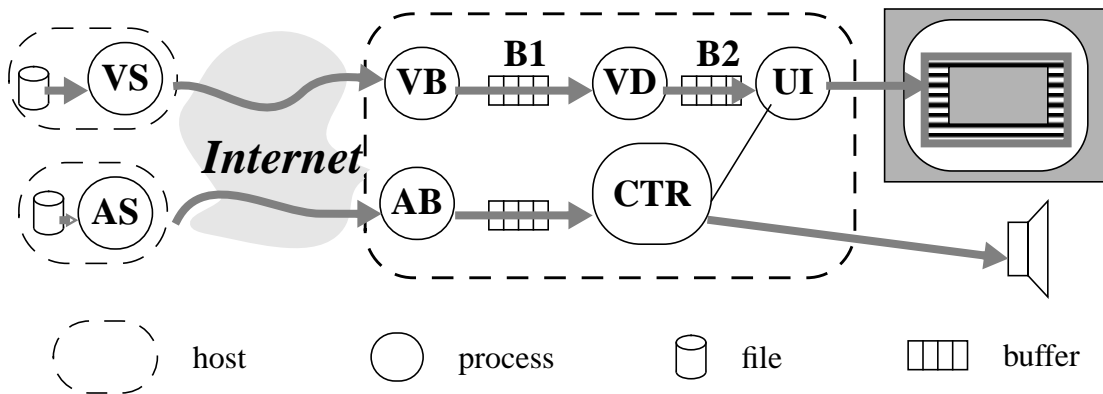 VS
VB
B1
VD
B2
UI
Internet
AS
AB
CTR
host
process
file
buffer